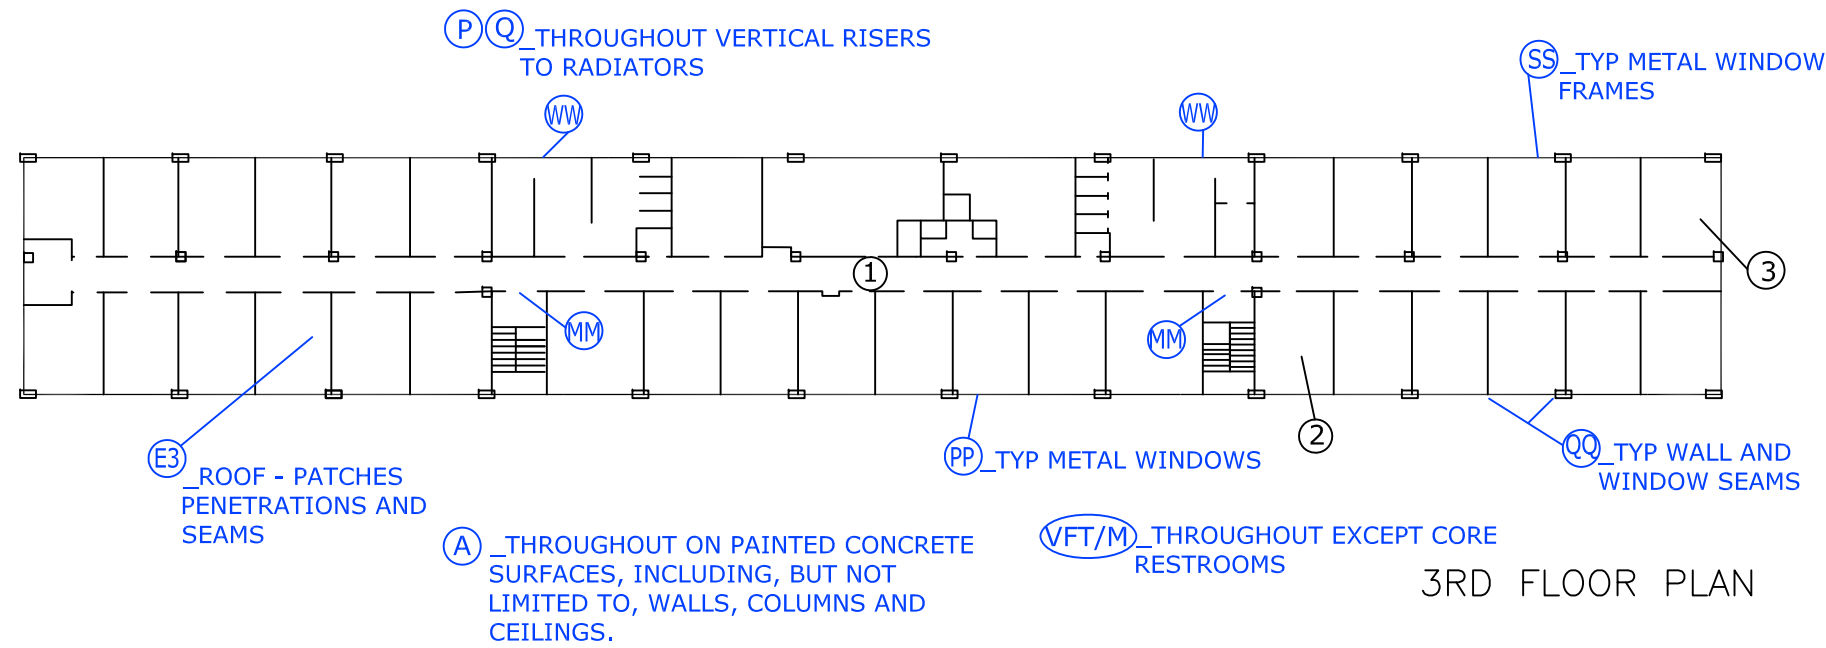 P Q _THROUGHOUT VERTICAL RISERS
TO RADIATORS
SS _TYP METAL WINDOW
FRAMES
WW
WW
1
3
MM
MM
2
E3 _ROOF - PATCHES
PENETRATIONS AND
SEAMS
PP _TYP METAL WINDOWS
QQ _TYP WALL AND
WINDOW SEAMS
A _THROUGHOUT ON PAINTED CONCRETE
SURFACES, INCLUDING, BUT NOT
LIMITED TO, WALLS, COLUMNS AND
CEILINGS.
VFT/M _THROUGHOUT EXCEPT CORE
RESTROOMS
3RD FLOOR PLAN